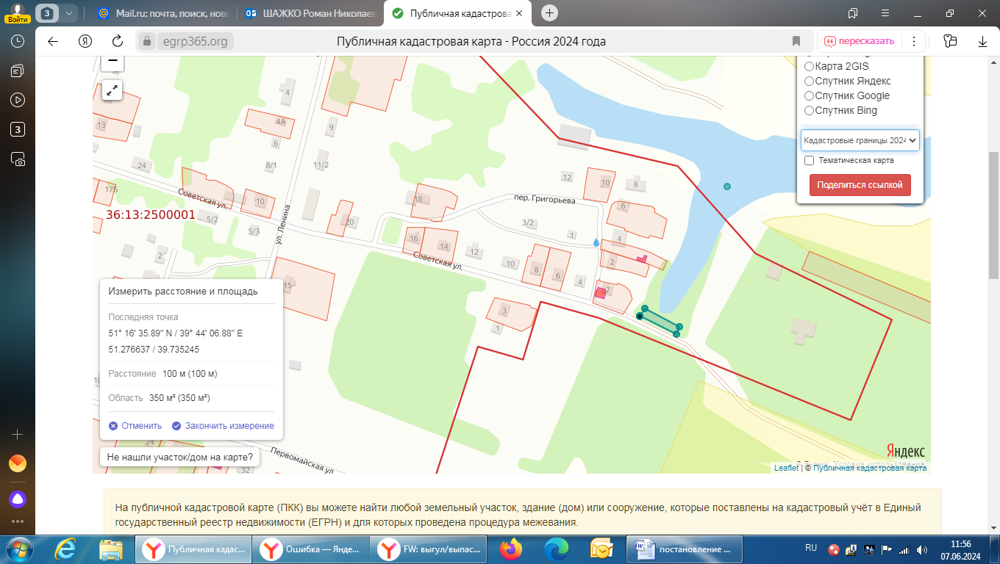 Войти
3
Mail.ru: почта, поиск, ново
ШАЖКО Роман Николаев
Публичная кадастрова
egrp365.org
Публичная кадастровая карта - Россия 2024 года
пересказать
3
Карта 2GIS
Спутник Яндекс
Спутник Google
Спутник Bing
Кадастровые границы 2024
Тематическая карта
Поделиться ссылкой
4
13
4А
9
6
24
8/1
11/2
12
10
8
175
Советская ул.
10
18
пер. Григорьева
6
36:13:2500001
5/2
20
3/2
5/3
ул. Ленина
16
14
1
4
12
2
Советская ул.
10
8
6
4
2
2
15
3
1
Измерить расстояние и площадь
Последняя точка
51° 16' 35.89" N / 39° 44' 06.88" E
51.276637 / 39.735245
Расстояние 100 м (100 м)
Область 350 м² (350 м²)
Отменить Закончить измерение
24
Не нашли участок/дом на карте?
32
Первомайская ул.
Яндекс
Условия использования
Leaflet | © Публичная кадастровая карта
На публичной кадастровой карте (ПКК) вы можете найти любой земельный участок, здание (дом) или сооружение, которые поставлены на кадастровый учёт в Единый
государственный реестр недвижимости (ЕГРН) и для которых проведена процедура межевания.
Публичная кадас...
Ошибка — Янде...
FW: выгул/выпас...
постановление ...
RU
11:56
07.06.2024